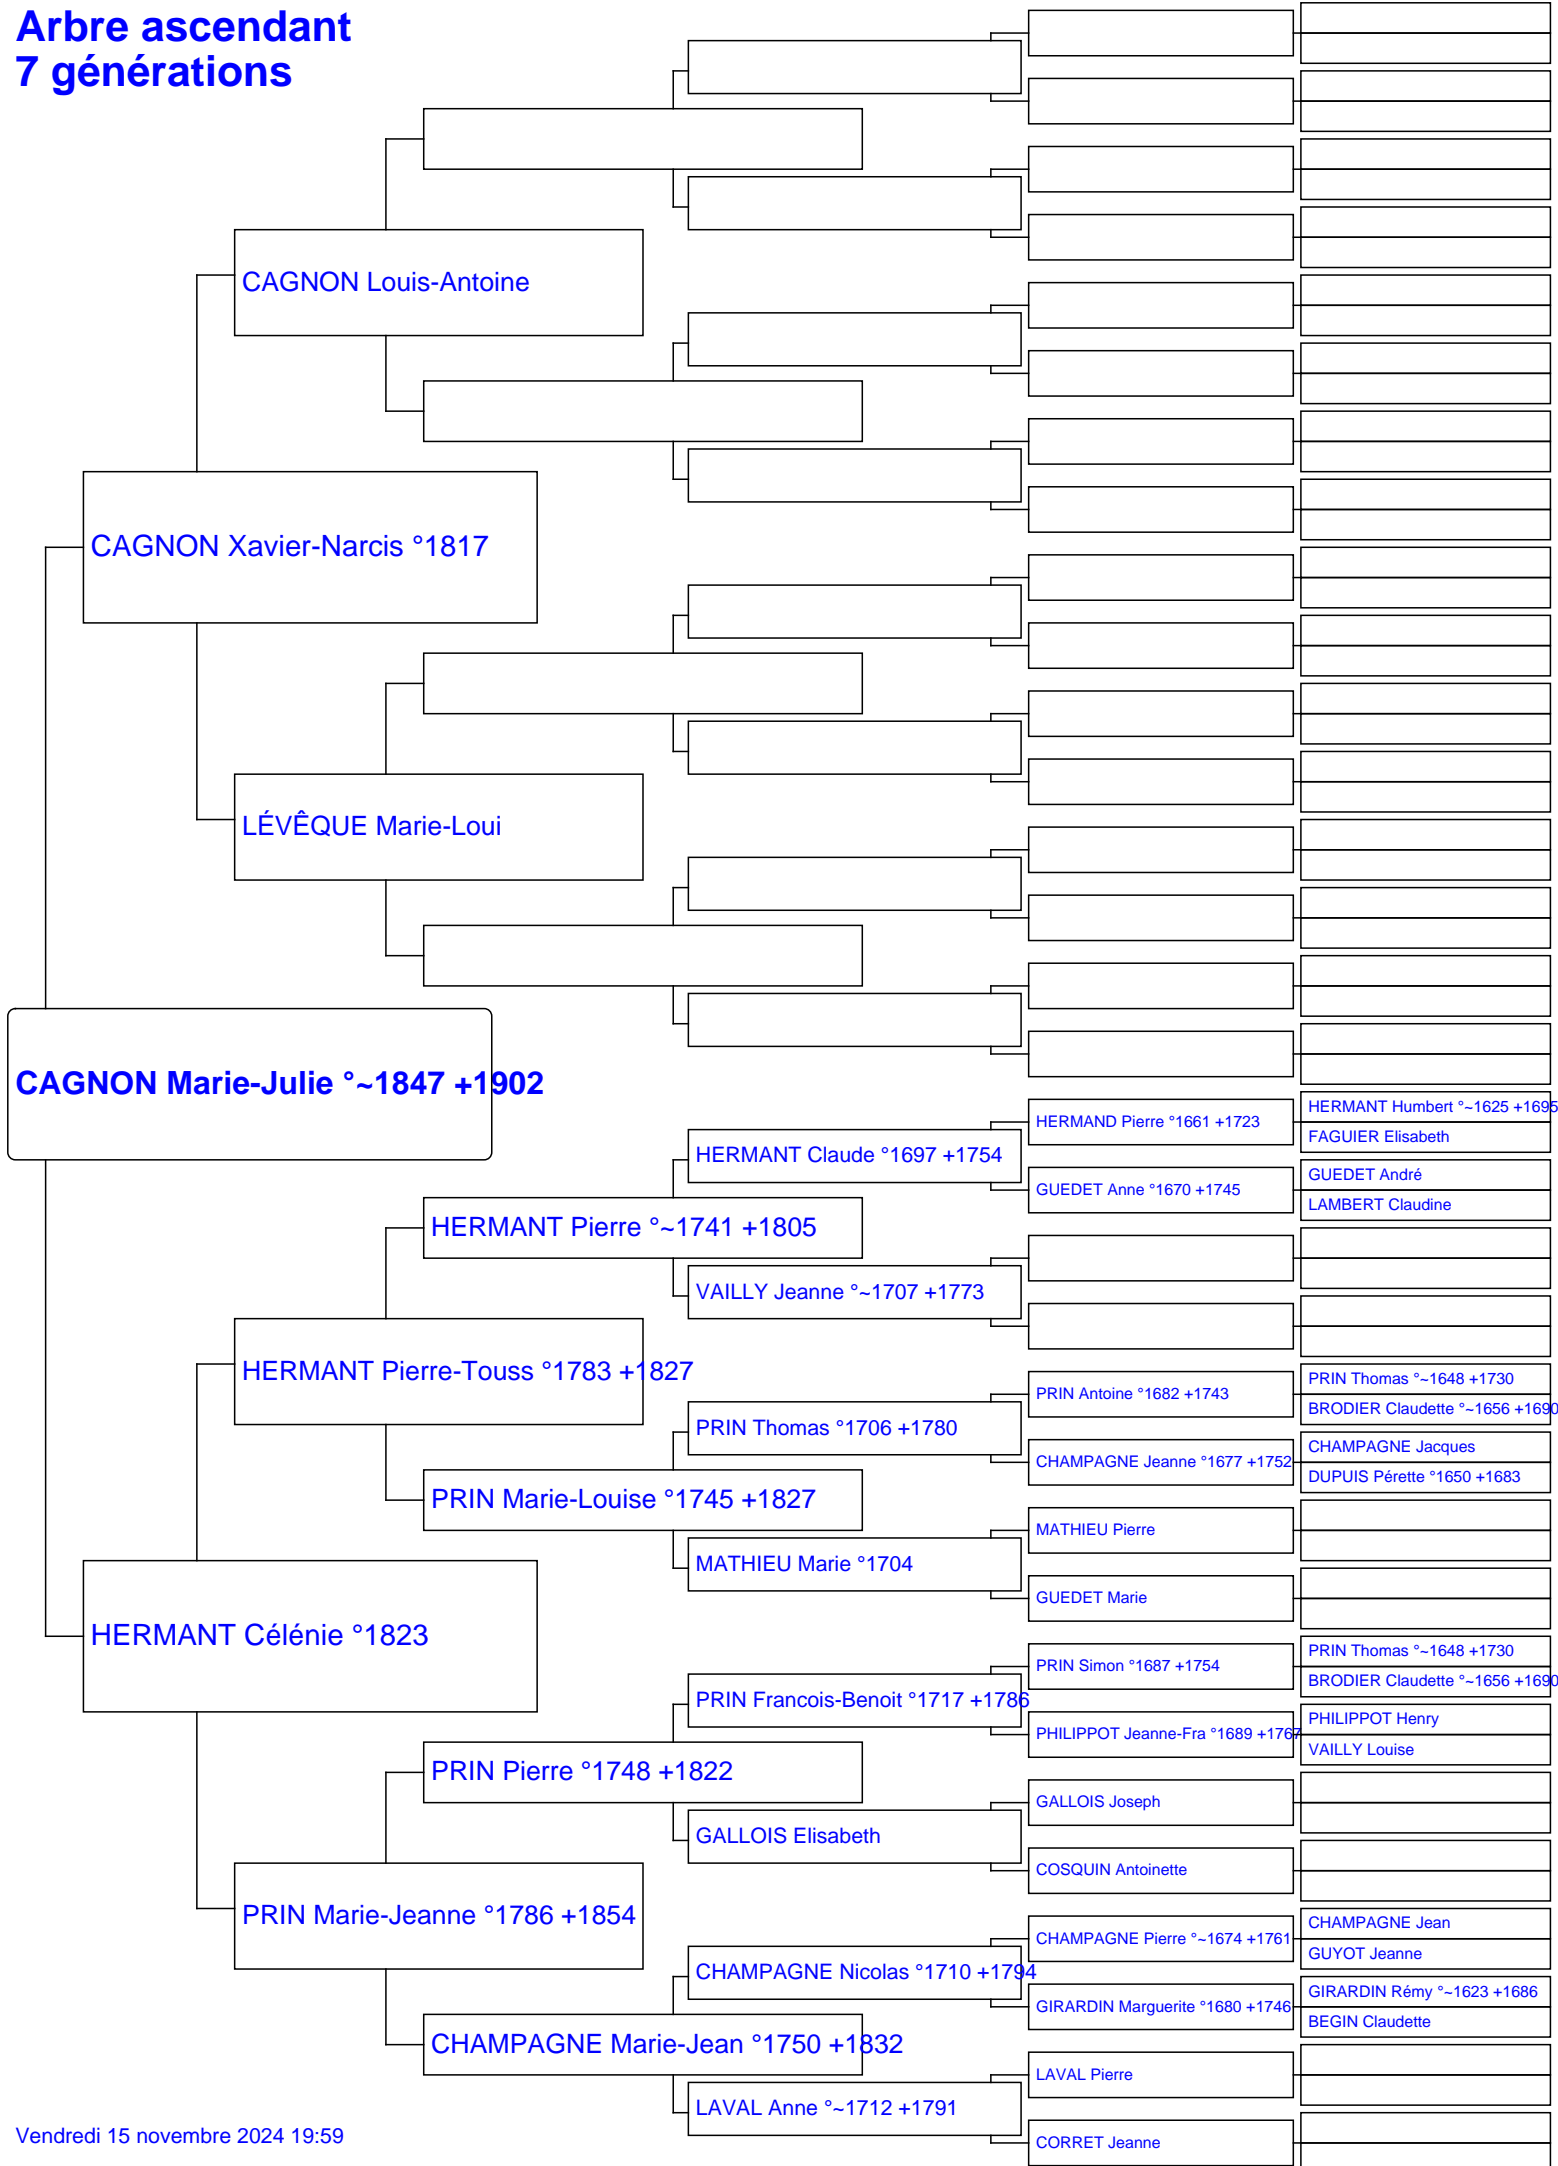 Arbre ascendant
7 générations
CAGNON Louis-Antoine
CAGNON Xavier-Narcis °1817
LÉVÊQUE Marie-Loui
CAGNON Marie-Julie °~1847 +1902
HERMANT Humbert °~1625 +1695
HERMAND Pierre °1661 +1723
FAGUIER Elisabeth
HERMANT Claude °1697 +1754
GUEDET André
GUEDET Anne °1670 +1745
LAMBERT Claudine
HERMANT Pierre °~1741 +1805
VAILLY Jeanne °~1707 +1773
HERMANT Pierre-Touss °1783 +1827
PRIN Thomas °~1648 +1730
PRIN Antoine °1682 +1743
BRODIER Claudette °~1656 +1690
PRIN Thomas °1706 +1780
CHAMPAGNE Jacques
CHAMPAGNE Jeanne °1677 +1752
DUPUIS Pérette °1650 +1683
PRIN Marie-Louise °1745 +1827
MATHIEU Pierre
MATHIEU Marie °1704
GUEDET Marie
HERMANT Célénie °1823
PRIN Thomas °~1648 +1730
PRIN Simon °1687 +1754
BRODIER Claudette °~1656 +1690
PRIN Francois-Benoit °1717 +1786
PHILIPPOT Henry
PHILIPPOT Jeanne-Fra °1689 +1767
VAILLY Louise
PRIN Pierre °1748 +1822
GALLOIS Joseph
GALLOIS Elisabeth
COSQUIN Antoinette
PRIN Marie-Jeanne °1786 +1854
CHAMPAGNE Jean
CHAMPAGNE Pierre °~1674 +1761
GUYOT Jeanne
CHAMPAGNE Nicolas °1710 +1794
GIRARDIN Rémy °~1623 +1686
GIRARDIN Marguerite °1680 +1746
BEGIN Claudette
CHAMPAGNE Marie-Jean °1750 +1832
LAVAL Pierre
LAVAL Anne °~1712 +1791
CORRET Jeanne
Vendredi 15 novembre 2024 19:59